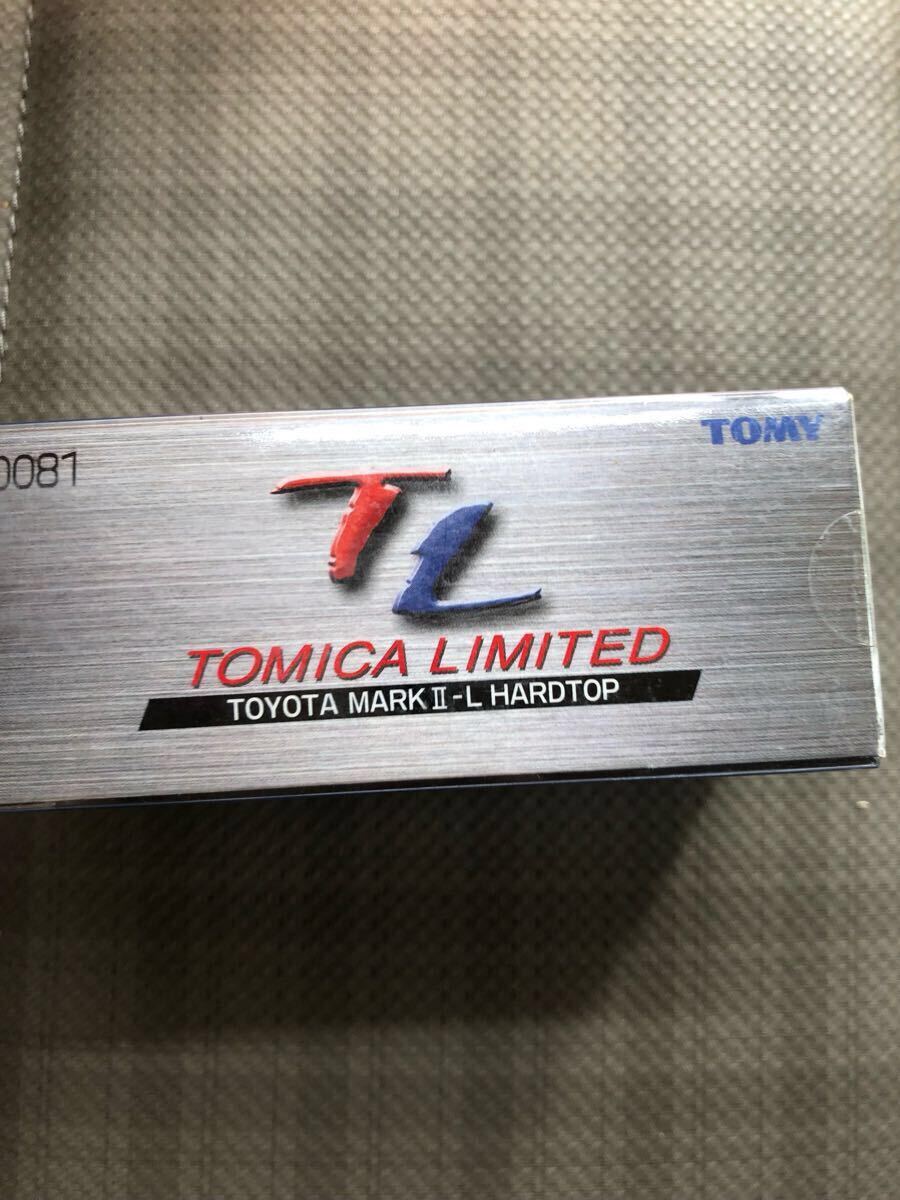 TOMY
0081
TL
TOMICA LIMITED
TOYOTA MARK Ⅱ-L HARDTOP